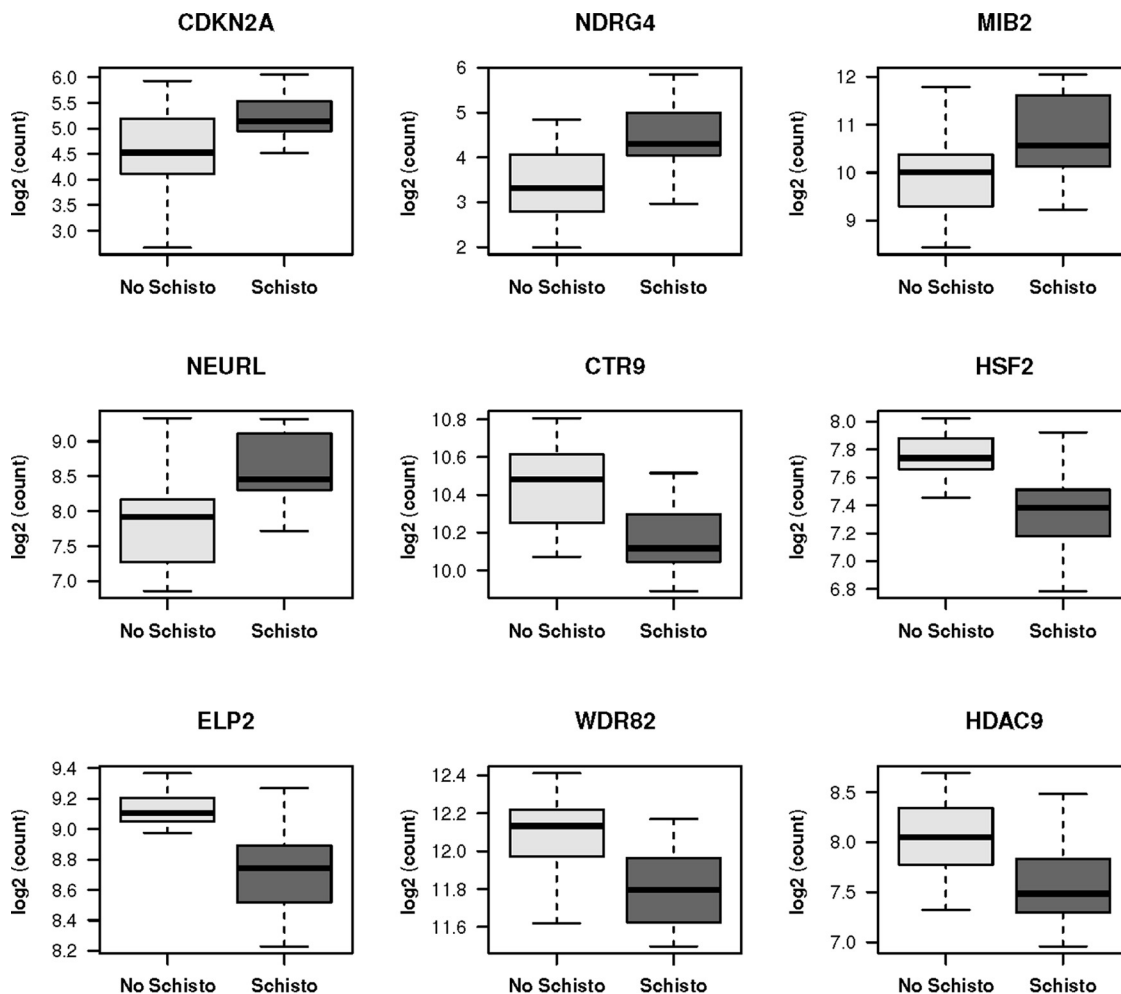 CDKN2A
NDRG4
MIB2
log2 (count)
6.0
5.5
5.0
4.5
4.0
3.5
3.0
No Schisto
Schisto
log2 (count)
6
5
4
3
2
No Schisto
Schisto
log2 (count)
12
11
10
9
No Schisto
Schisto
NEURL
CTR9
HSF2
log2 (count)
9.0
8.5
8.0
7.5
7.0
No Schisto
Schisto
log2 (count)
10.8
10.6
10.4
10.2
10.0
No Schisto
Schisto
log2 (count)
8.0
7.8
7.6
7.4
7.2
7.0
6.8
No Schisto
Schisto
ELP2
WDR82
HDAC9
log2 (count)
9.4
9.2
9.0
8.8
8.6
8.4
8.2
No Schisto
Schisto
log2 (count)
12.4
12.2
12.0
11.8
11.6
No Schisto
Schisto
log2 (count)
8.5
8.0
7.5
7.0
No Schisto
Schisto